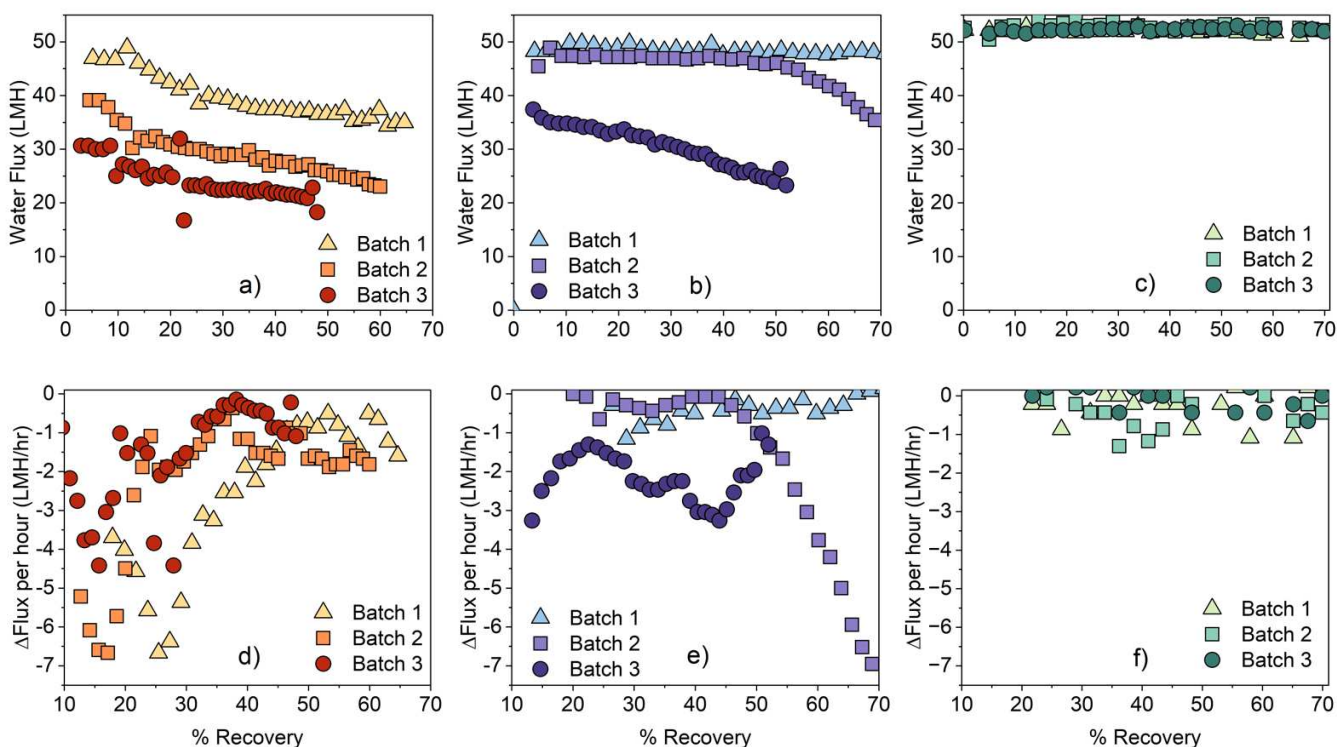 Water Flux (LMH)
50
40
30
20
10
0
Batch 1
Batch 2
Batch 3
a)
0 10 20 30 40 50 60 70
Water Flux (LMH)
50
40
30
20
10
0
Batch 1
Batch 2
Batch 3
b)
0 10 20 30 40 50 60 70
Water Flux (LMH)
50
40
30
20
10
0
Batch 1
Batch 2
Batch 3
c)
0 10 20 30 40 50 60 70
ΔFlux per hour (LMH/hr)
0
-1
-2
-3
-4
-5
-6
-7
Batch 1
Batch 2
Batch 3
d)
10 20 30 40 50 60 70
% Recovery
ΔFlux per hour (LMH/hr)
0
-1
-2
-3
-4
-5
-6
-7
Batch 1
Batch 2
Batch 3
e)
10 20 30 40 50 60 70
% Recovery
ΔFlux per hour (LMH/hr)
0
−1
−2
−3
−4
−5
−6
−7
Batch 1
Batch 2
Batch 3
f)
10 20 30 40 50 60 70
% Recovery